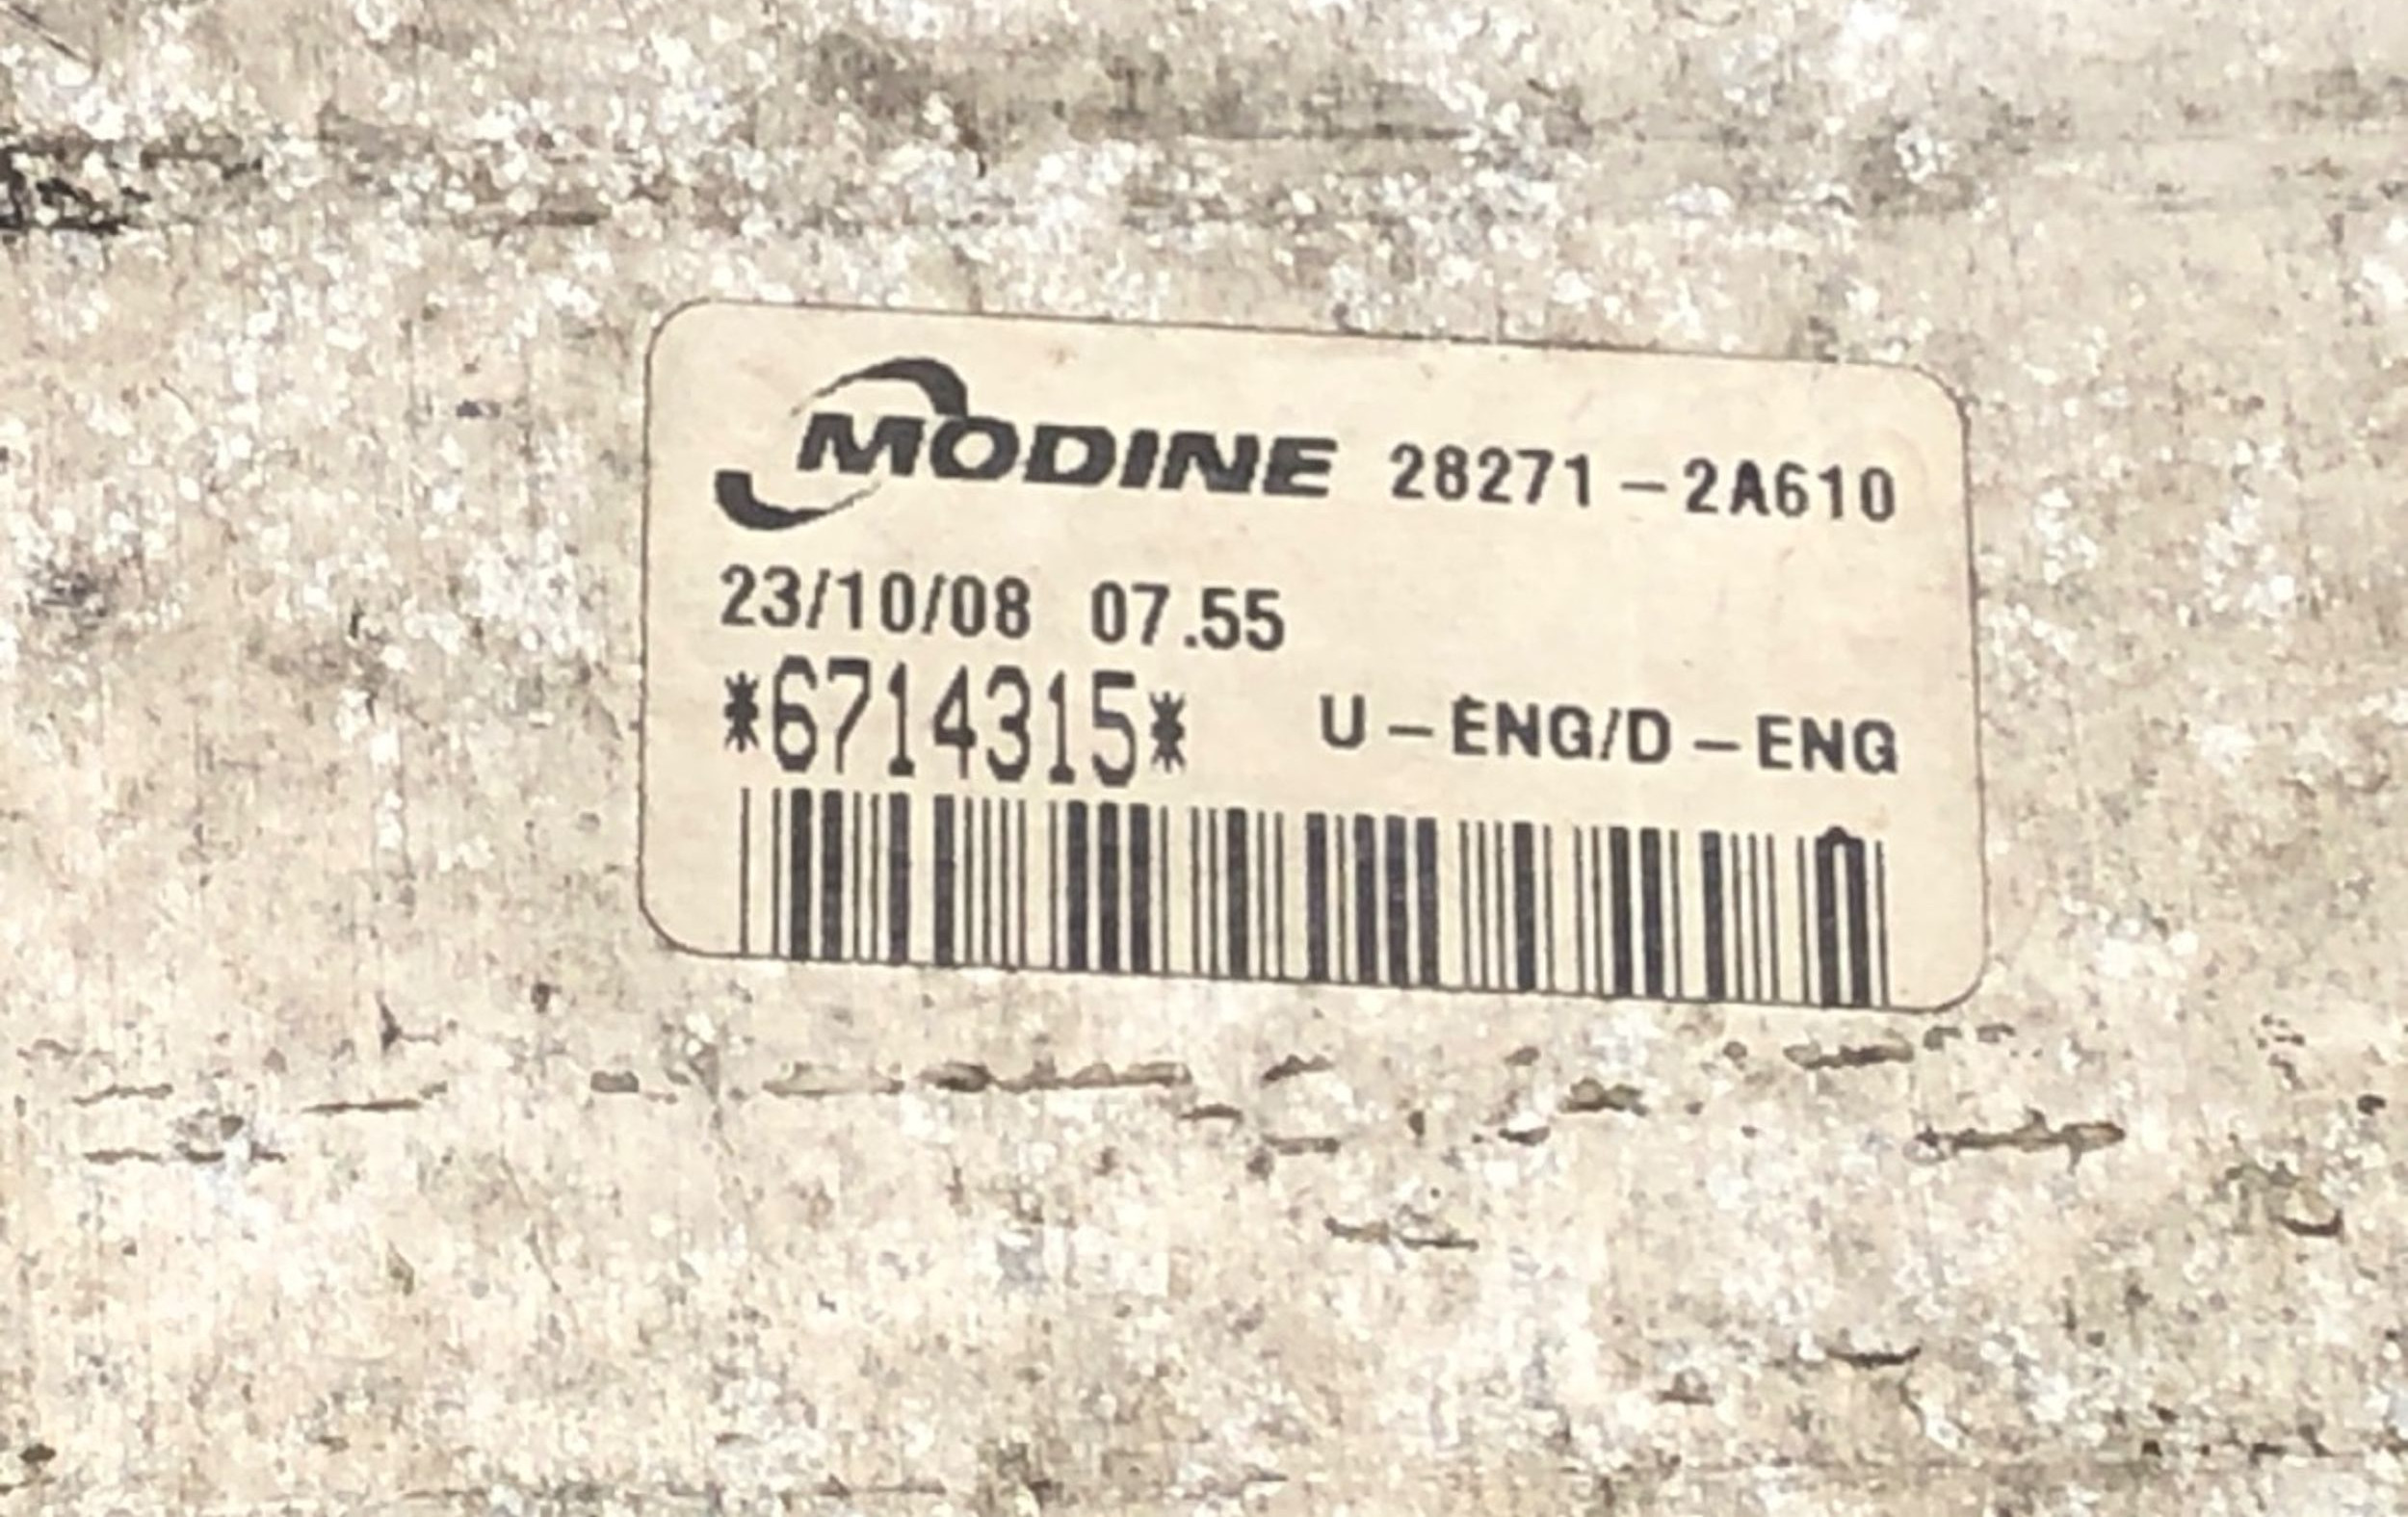 MODINE 28271-2A610
23/10/08 07.55
*6714315* U-ENG/D-ENG